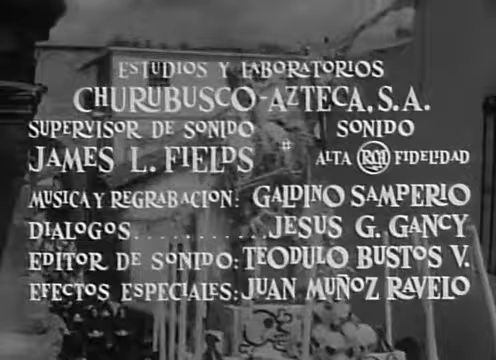 ESTUDIOS Y LABORATORIOS
CHURUBUSCO-AZTECA, S.A.
SUPERVISOR DE SONIDO SONIDO
JAMES L. FIELDS * ALTA RCA FIDELIDAD
MUSICA Y REGRABACION: GALDINO SAMPERIO
DIALOGOS.......... JESUS G. GANCY
EDITOR DE SONIDO: TEODULO BUSTOS V.
EFECTOS ESPECIALES: JUAN MUÑOZ RAVELO